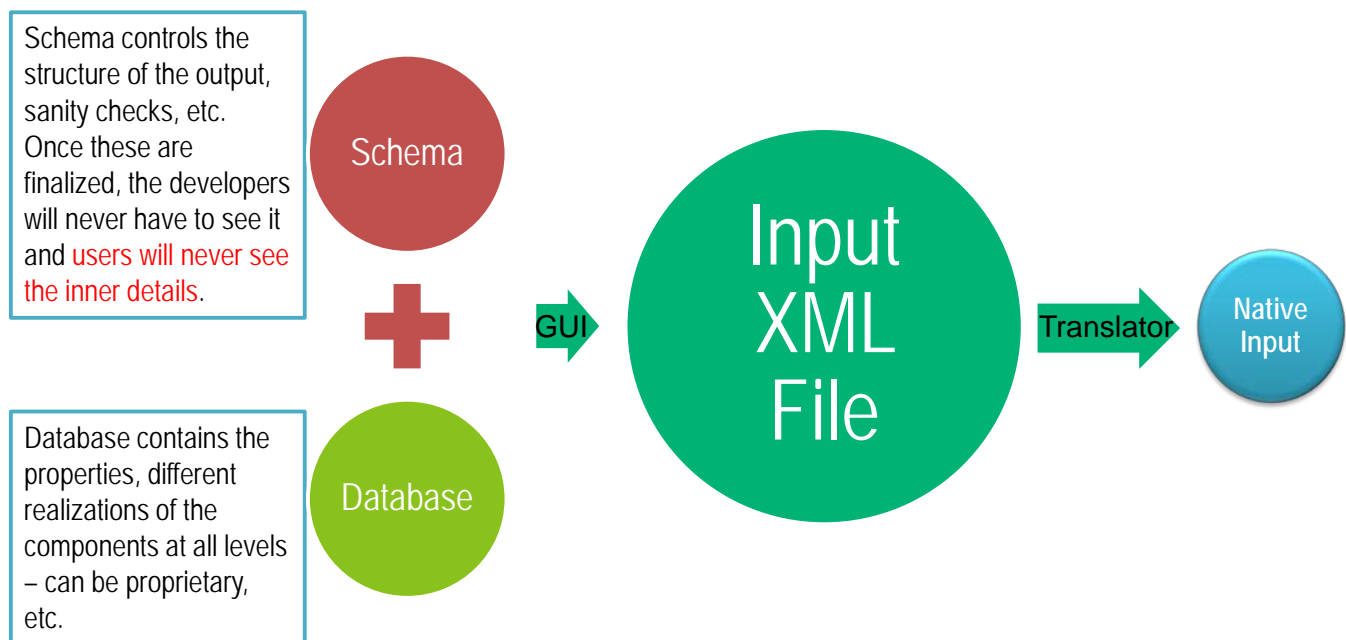 Schema controls the
structure of the output,
sanity checks, etc.
Once these are
finalized, the developers
will never have to see it
and users will never see
the inner details.
Schema
GUI
Input
XML
File
Translator
Native
Input
Database contains the
properties, different
realizations of the
components at all levels
– can be proprietary,
etc.
Database